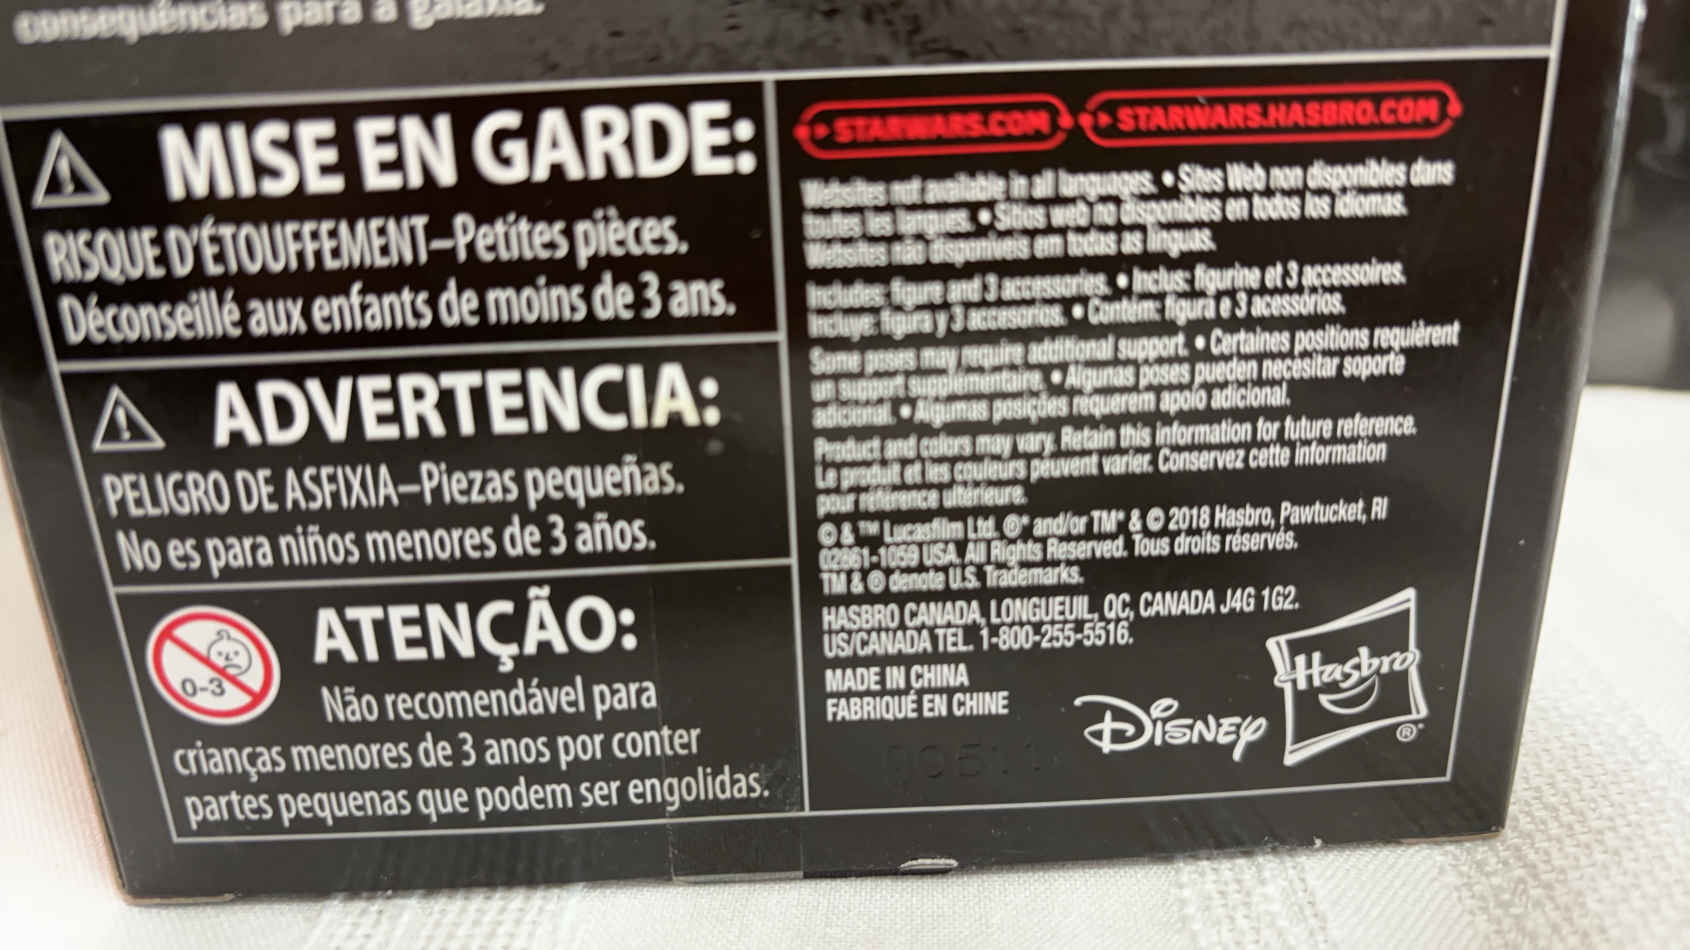 consequências para a galáxia.
MISE EN GARDE:
RISQUE D'ÉTOUFFEMENT–Petites pièces.
Déconseillé aux enfants de moins de 3 ans.
ADVERTENCIA:
PELIGRO DE ASFIXIA–Piezas pequeñas.
No es para niños menores de 3 años.
0-3
ATENÇÃO:
Não recomendável para
crianças menores de 3 anos por conter
partes pequenas que podem ser engolidas.
STARWARS.COM STARWARS.HASBRO.COM
Websites not available in all languages. • Sites Web non disponibles dans
toutes les langues. • Sitios web no disponibles en todos los idiomas.
Websites não disponíveis em todas as línguas.
Includes: figure and 3 accessories. • Inclus: figurine et 3 accessoires.
Incluye: figura y 3 accesorios. • Contém: figura e 3 acessórios.
Some poses may require additional support. • Certaines positions requièrent
un support supplémentaire. • Algunas poses pueden necesitar soporte
adicional. • Algumas posições requerem apoio adicional.
Product and colors may vary. Retain this information for future reference.
Le produit et les couleurs peuvent varier. Conservez cette information
pour référence ultérieure.
© & ™ Lucasfilm Ltd. ®* and/or TM* & © 2018 Hasbro, Pawtucket, RI
02861-1059 USA. All Rights Reserved. Tous droits réservés.
TM & ® denote U.S. Trademarks.
HASBRO CANADA, LONGUEUIL, QC, CANADA J4G 1G2.
US/CANADA TEL. 1-800-255-5516.
MADE IN CHINA
FABRIQUÉ EN CHINE
Disney
Hasbro
®*